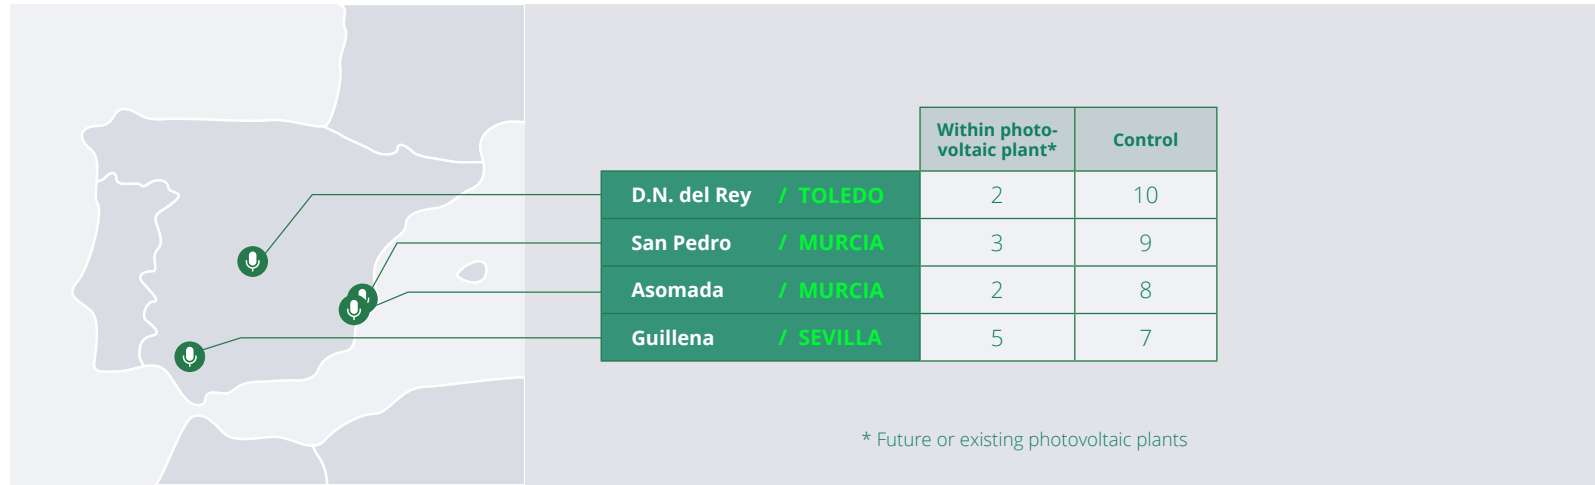 Within photo-
voltaic plant*
Control
D.N. del Rey / TOLEDO 2 10
San Pedro / MURCIA 3 9
Asomada / MURCIA 2 8
Guillena / SEVILLA 5 7
* Future or existing photovoltaic plants